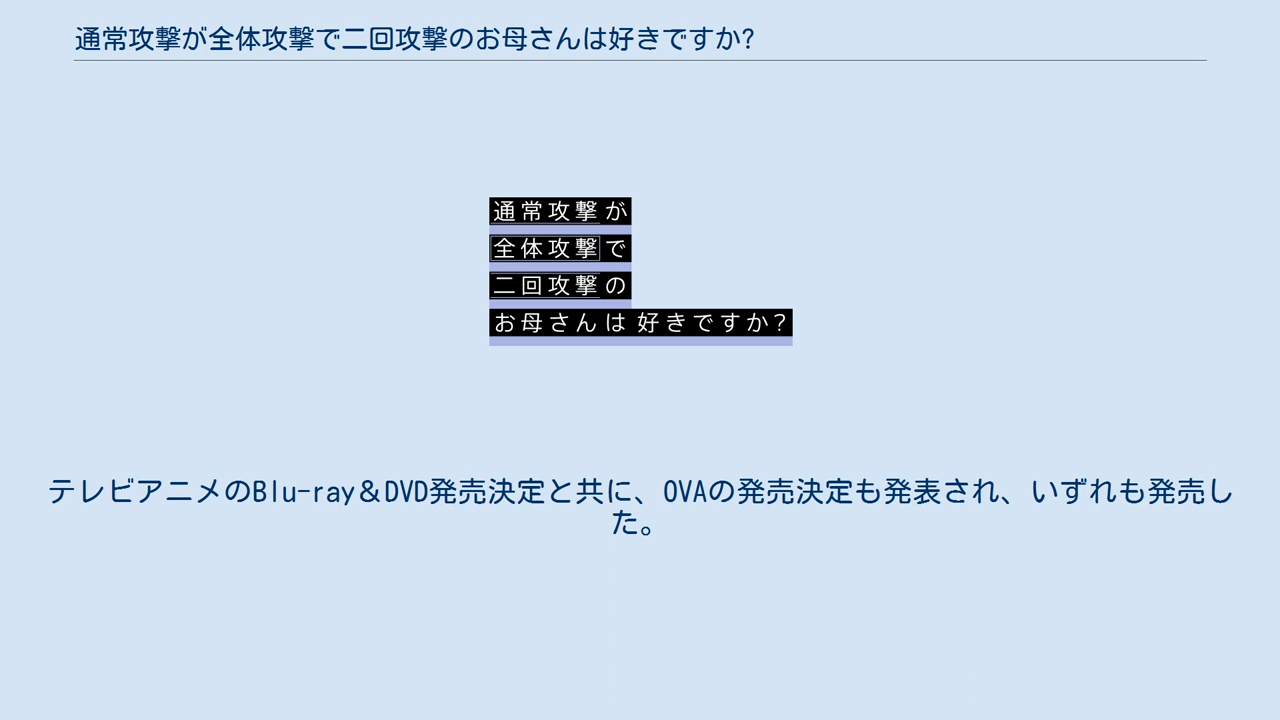 通常攻撃が全体攻撃で二回攻撃のお母さんは好きですか?
通常攻撃が
全体攻撃で
二回攻撃の
お母さんは 好きですか?
テレビアニメのBlu-ray＆DVD発売決定と共に、OVAの発売決定も発表され、いずれも発売し
た。